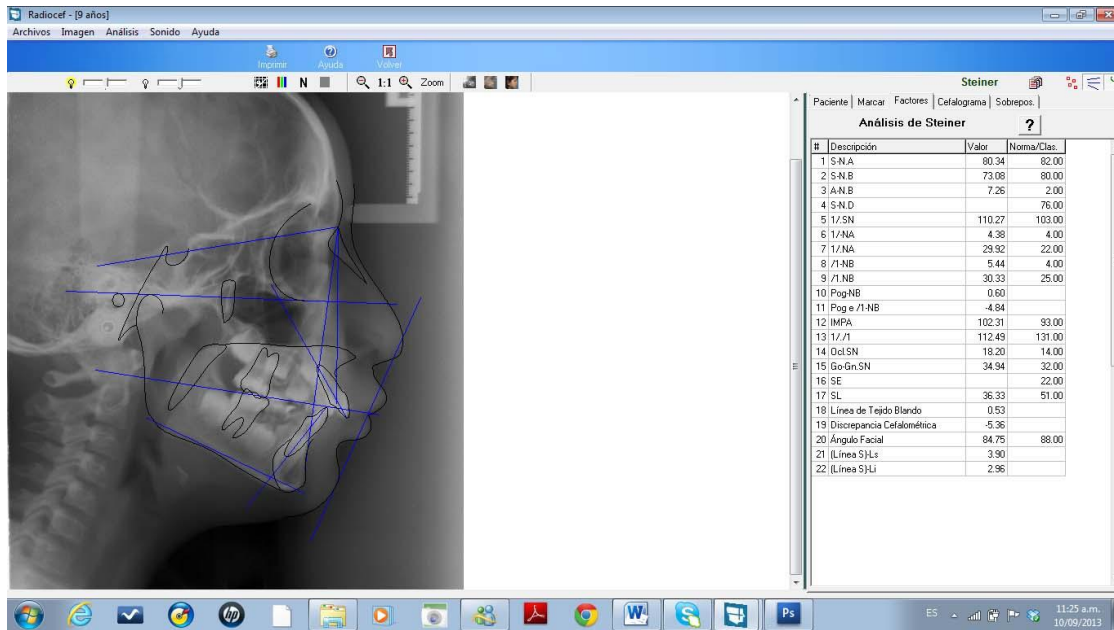 Radiocef - [9 años]
Archivos Imagen Análisis Sonido Ayuda
Imprimir Ayuda Volver
N 1:1 Zoom Steiner
Paciente Marcar Factores Cefalograma Sobrepos.
Análisis de Steiner ?
# Descripción Valor Norma/Clas.
1 S-N.A 80.34 82.00
2 S-N.B 73.08 80.00
3 A-N.B 7.26 2.00
4 S-N.D 76.00
5 1/.SN 110.27 103.00
6 1/-NA 4.38 4.00
7 1/.NA 29.92 22.00
8 /1-NB 5.44 4.00
9 /1.NB 30.33 25.00
10 Pog-NB 0.60
11 Pog e /1-NB -4.84
12 IMPA 102.31 93.00
13 1/./1 112.49 131.00
14 Ocl.SN 18.20 14.00
15 Go-Gn.SN 34.94 32.00
16 SE 22.00
17 SL 36.33 51.00
18 Línea de Tejido Blando 0.53
19 Discrepancia Cefalométrica -5.36
20 Ángulo Facial 84.75 88.00
21 (Línea S)-Ls 3.90
22 (Línea S)-Li 2.96
hp W Ps ES 11:25 a.m.
10/09/2013